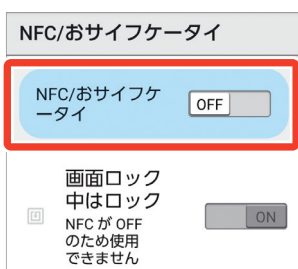 NFC/おサイフケータイ
NFC/おサイフケ
ータイ
OFF
画面ロック
中はロック
NFC が OFF
のため使用
できません
ON